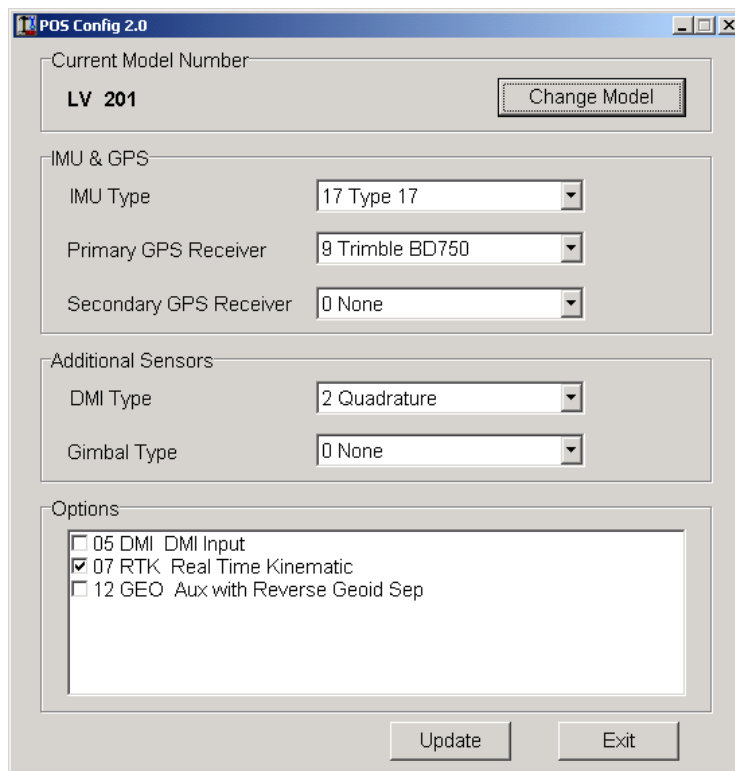 POS Config 2.0
Current Model Number
LV 201
Change Model
IMU & GPS
IMU Type
17 Type 17
Primary GPS Receiver
9 Trimble BD750
Secondary GPS Receiver
0 None
Additional Sensors
DMI Type
2 Quadrature
Gimbal Type
0 None
Options
05 DMI DMI Input
07 RTK Real Time Kinematic
12 GEO Aux with Reverse Geoid Sep
Update
Exit